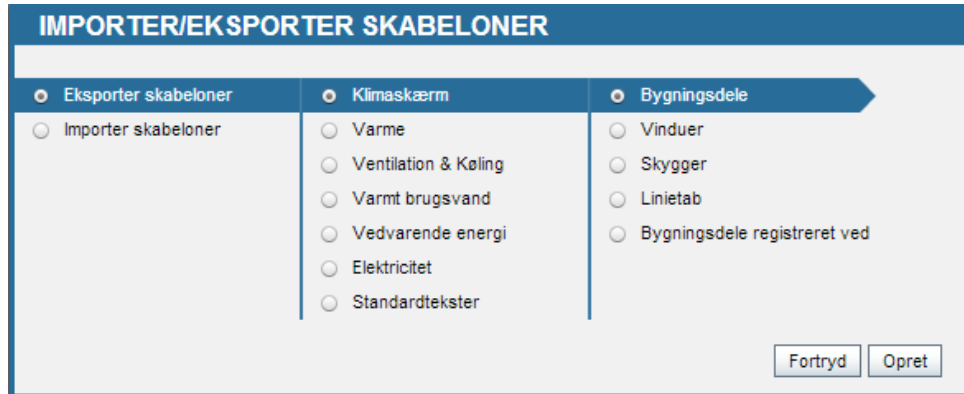 IMPORTER/EKSPORTER SKABELONER
Eksporter skabeloner
Importer skabeloner
Klimaskærm
Varme
Ventilation & Køling
Varmt brugsvand
Vedvarende energi
Elektricitet
Standardtekster
Bygningsdele
Vinduer
Skygger
Linietab
Bygningsdele registreret ved
Fortryd
Opret